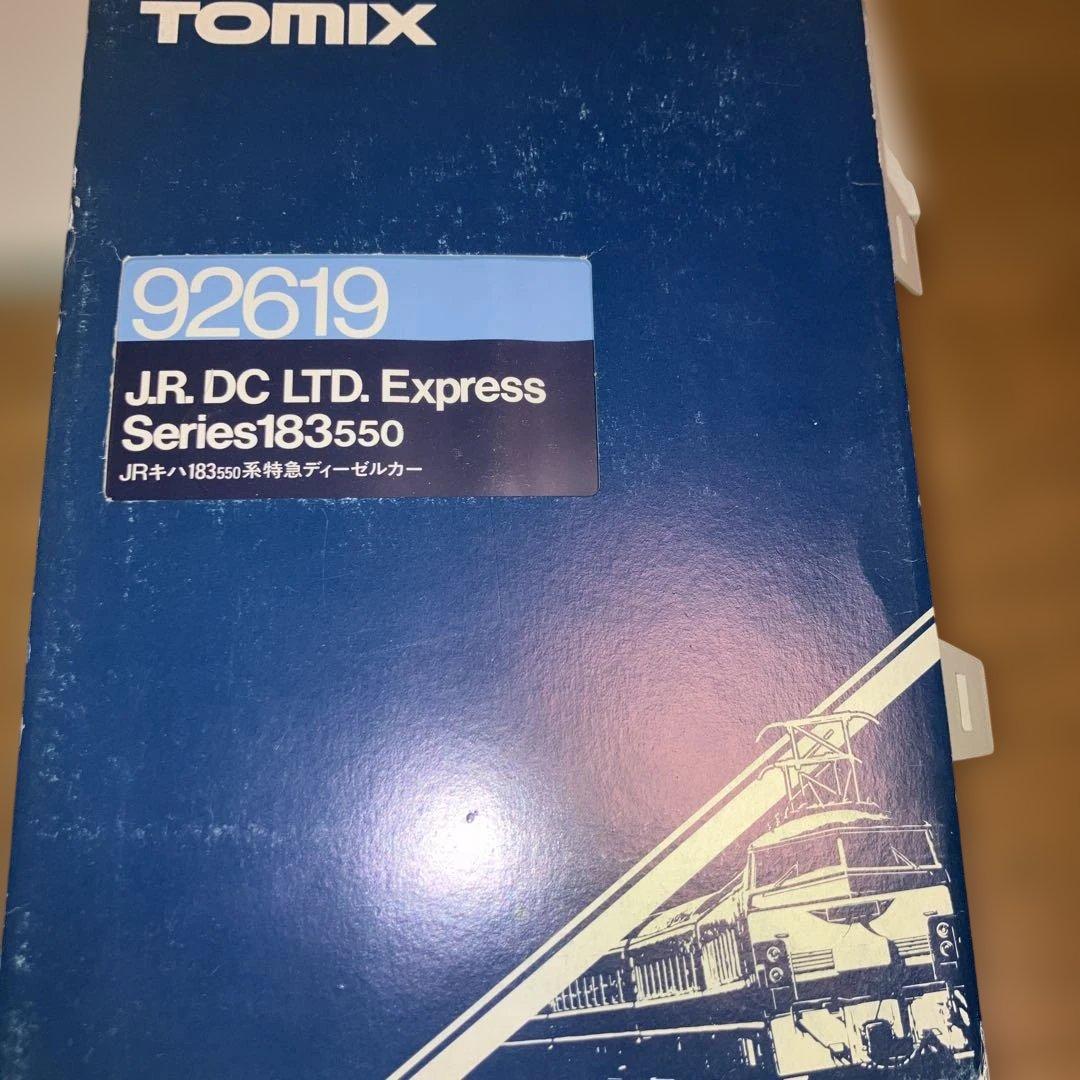 TOMIX
92619
J.R. DC LTD. Express
Series183550
JRキハ183550系特急ディーゼルカー